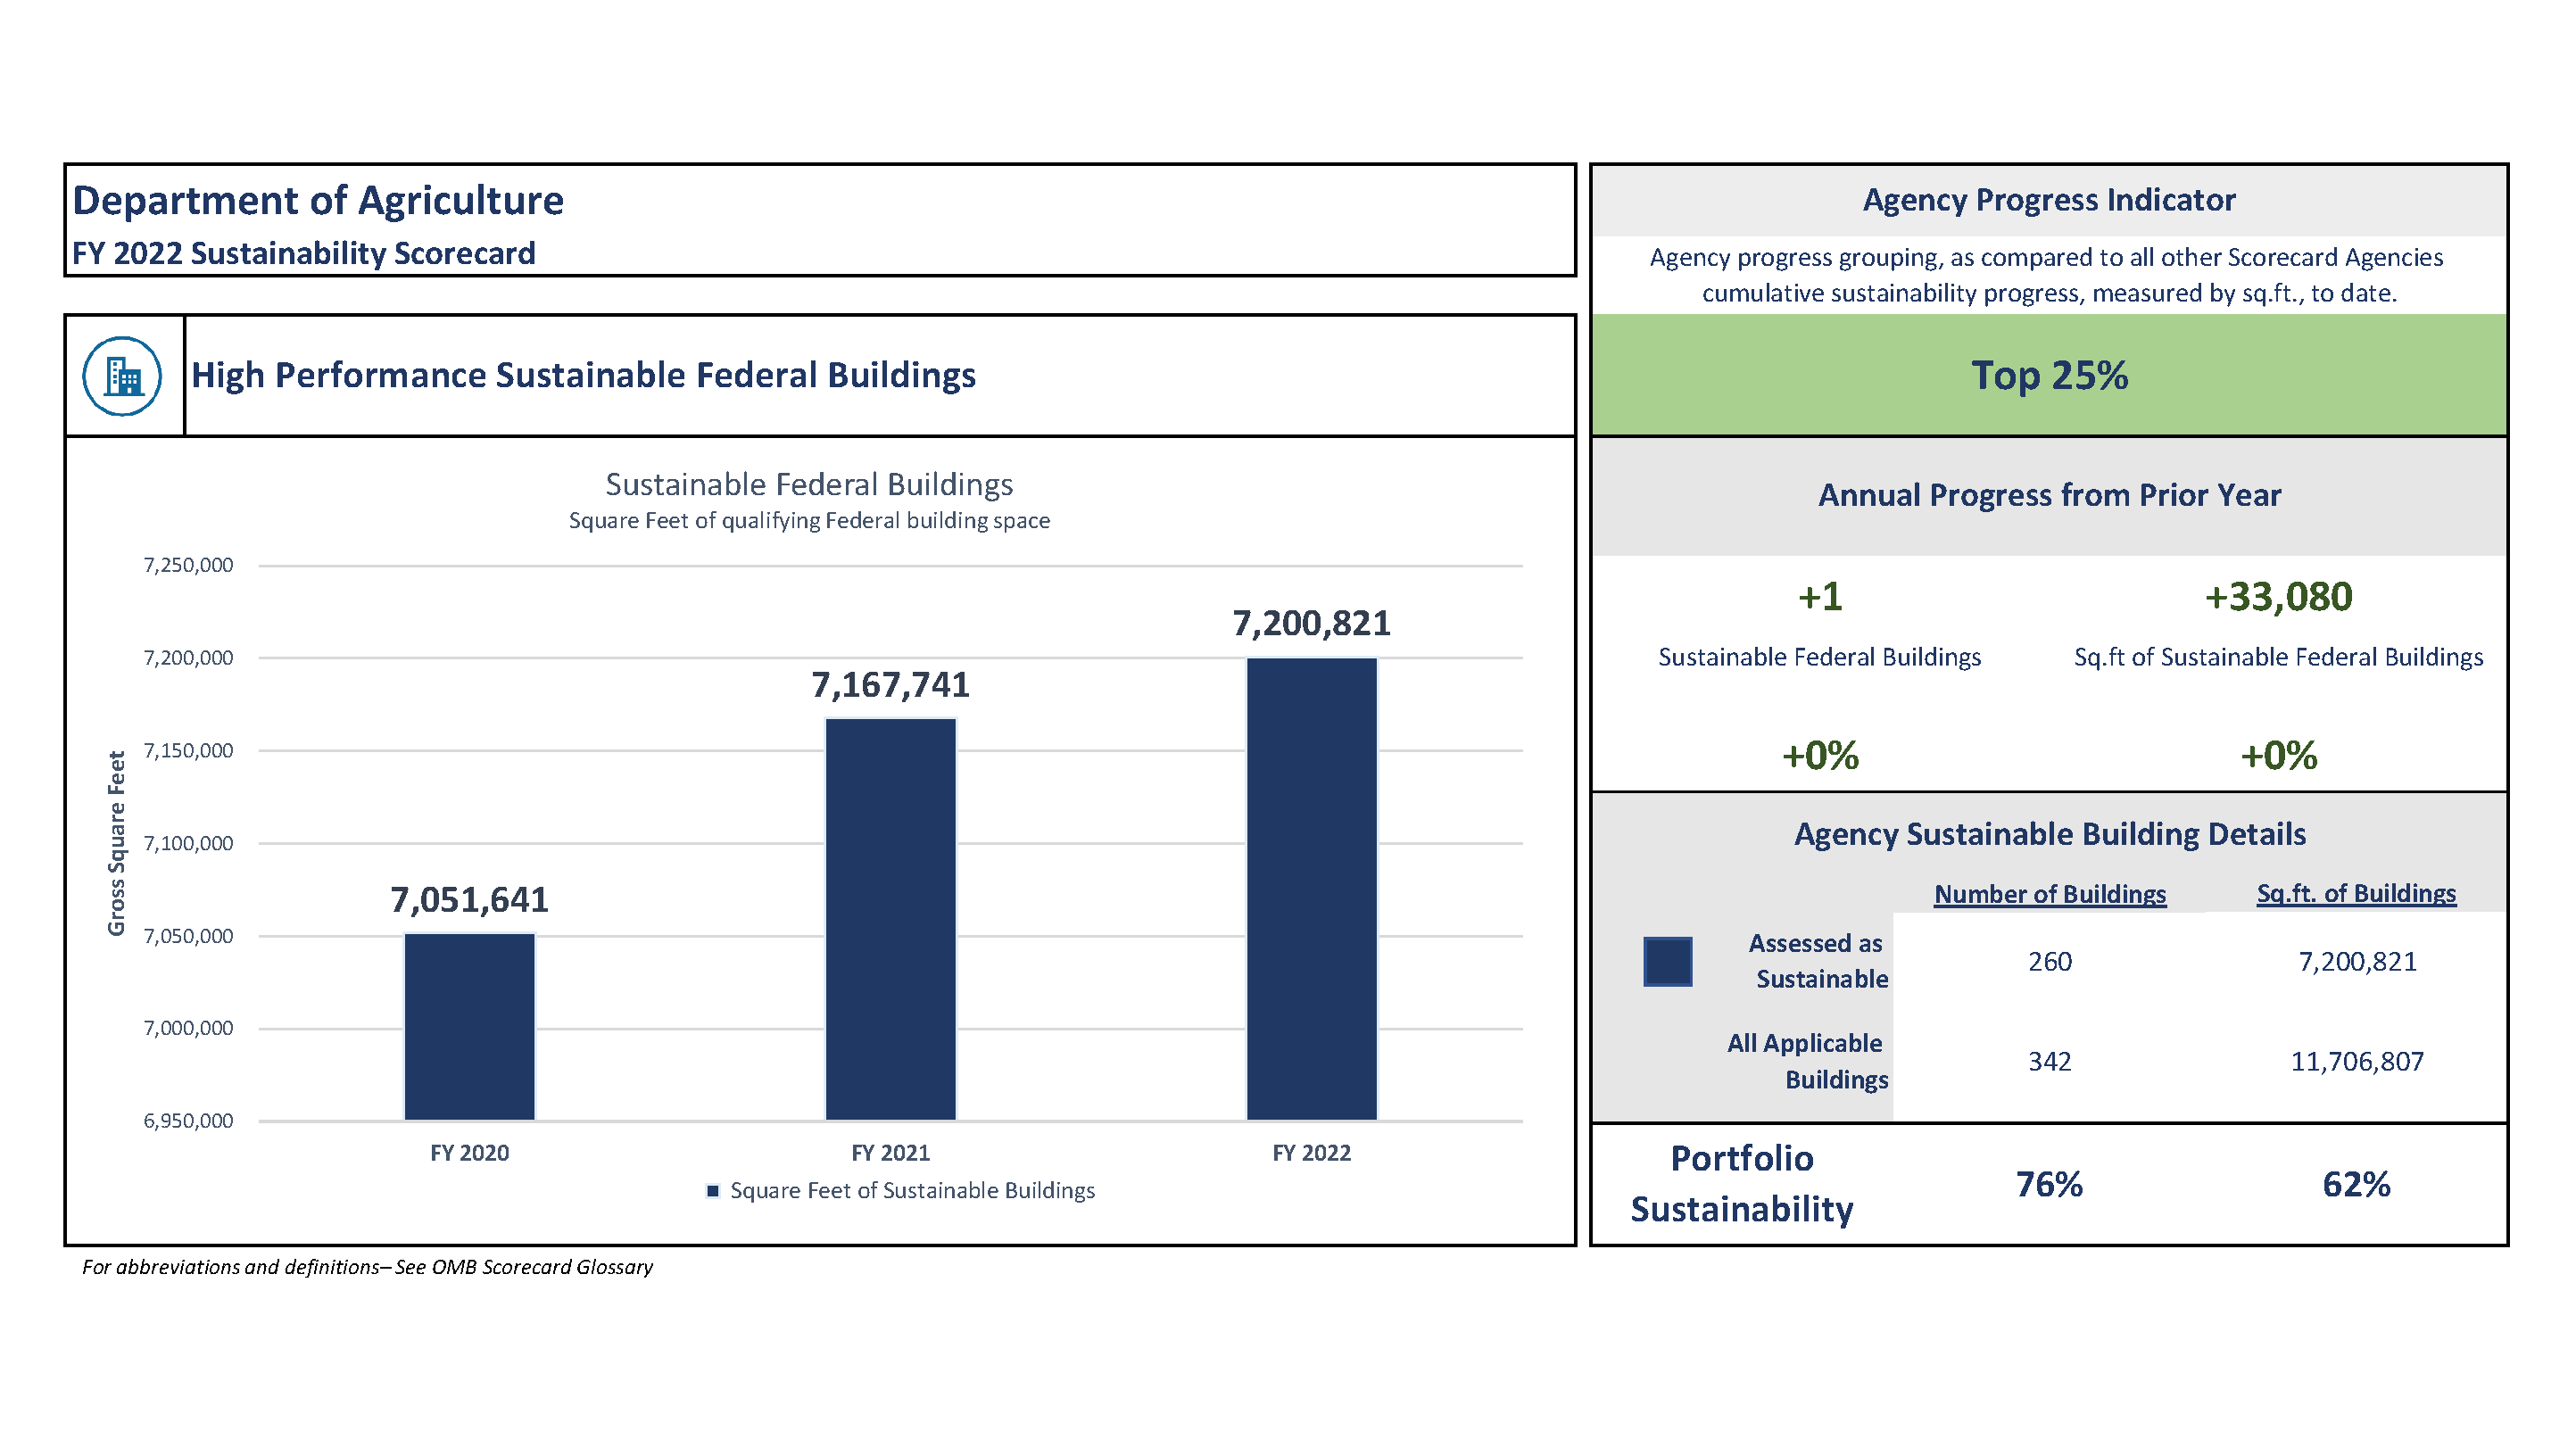 Department of Agriculture
FY 2022 Sustainability Scorecard
High Performance Sustainable Federal Buildings
Sustainable Federal Buildings
Square Feet of qualifying Federal building space
Gross Square Feet
7,250,000
7,200,000
7,150,000
7,100,000
7,050,000
7,000,000
6,950,000
7,051,641
7,167,741
7,200,821
FY 2020
FY 2021
FY 2022
Square Feet of Sustainable Buildings
For abbreviations and definitions– See OMB Scorecard Glossary
Agency Progress Indicator
Agency progress grouping, as compared to all other Scorecard Agencies
cumulative sustainability progress, measured by sq.ft., to date.
Top 25%
Annual Progress from Prior Year
+1 +33,080
Sustainable Federal Buildings Sq.ft of Sustainable Federal Buildings
+0% +0%
Agency Sustainable Building Details
Number of Buildings Sq.ft. of Buildings
Assessed as
Sustainable
260 7,200,821
All Applicable
Buildings
342 11,706,807
Portfolio
Sustainability
76% 62%